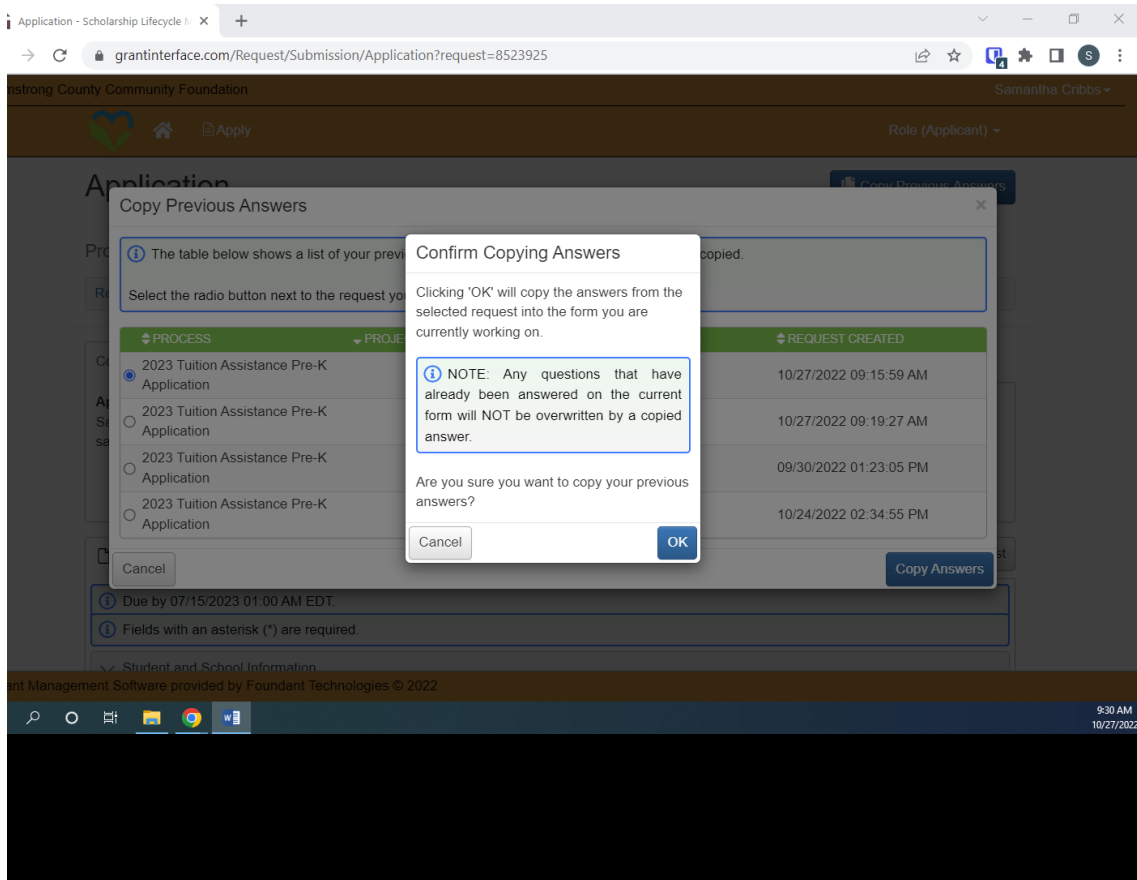 Application - Scholarship Lifecycle M
grantinterface.com/Request/Submission/Application?request=8523925
4
S
nstrong County Community Foundation
Samantha Cribbs
Apply
Role (Applicant)
Application
Copy Previous Answers
Copy Previous Answers
The table below shows a list of your previ
copied.
Select the radio button next to the request yo
PROCESS
PROJE
REQUEST CREATED
2023 Tuition Assistance Pre-K
Application
10/27/2022 09:15:59 AM
2023 Tuition Assistance Pre-K
Application
10/27/2022 09:19:27 AM
2023 Tuition Assistance Pre-K
Application
09/30/2022 01:23:05 PM
2023 Tuition Assistance Pre-K
Application
10/24/2022 02:34:55 PM
Cancel
Copy Answers
Confirm Copying Answers
Clicking 'OK' will copy the answers from the
selected request into the form you are
currently working on.
NOTE: Any questions that have
already been answered on the current
form will NOT be overwritten by a copied
answer.
Are you sure you want to copy your previous
answers?
Cancel
OK
Due by 07/15/2023 01:00 AM EDT.
Fields with an asterisk (*) are required.
Student and School Information
ant Management Software provided by Foundant Technologies © 2022
9:30 AM
10/27/2022